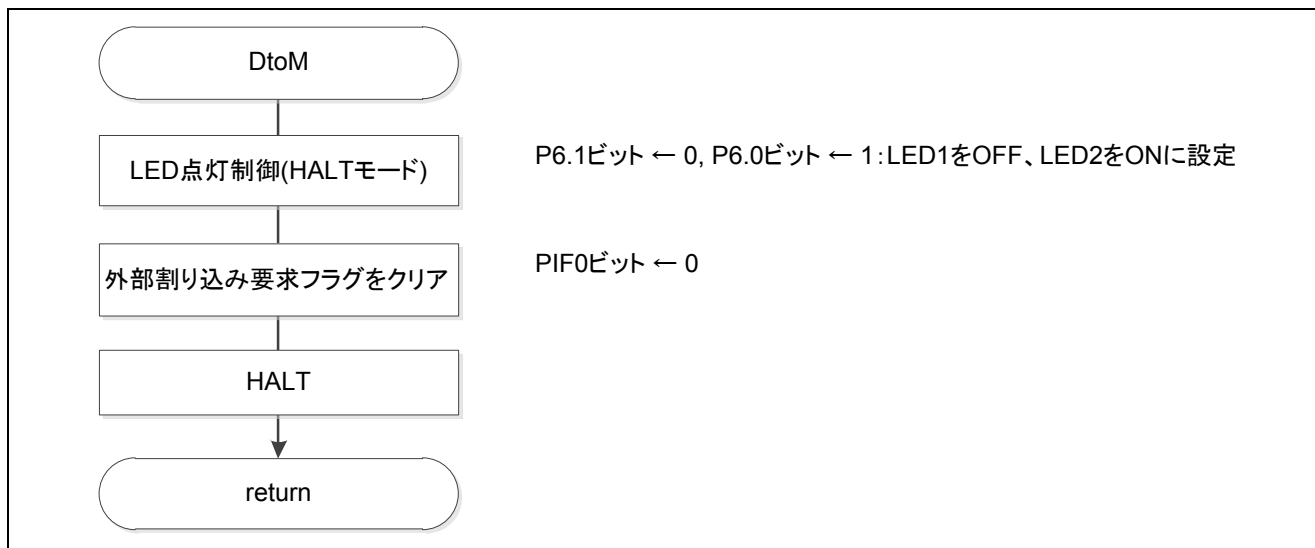 DtoM
LED点灯制御(HALTモード)
P6.1ビット ← 0, P6.0ビット ← 1:LED1をOFF、LED2をONに設定
外部割り込み要求フラグをクリア
PIF0ビット ← 0
HALT
return